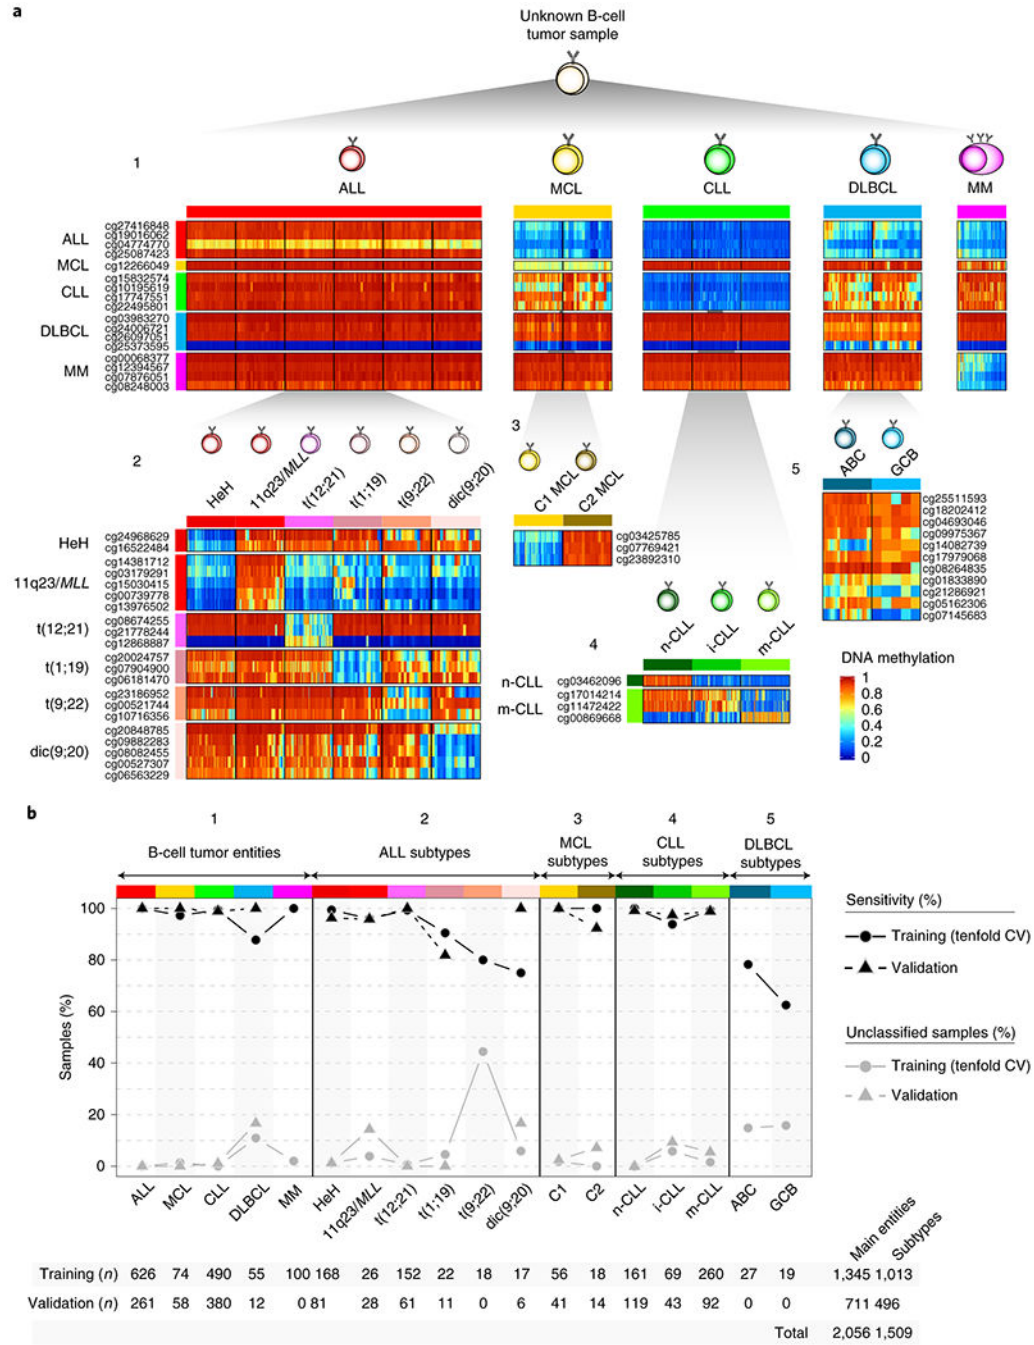 a
Unknown B-cell
tumor sample
1
ALL
MCL
CLL
DLBCL
MM
ALL
cg27416848
cg19016062
cg04774770
cg25087423
MCL
cg12266049
CLL
cg15832574
cg10195619
cg17747551
cg22495801
DLBCL
cg03983270
cg24006721
cg26097051
cg25373595
MM
cg00068377
cg12394567
cg07876051
cg08248003
2
HeH
11q23/MLL
t(12;21)
t(1;19)
t(9;22)
dic(9;20)
HeH
cg24968629
cg16522484
11q23/MLL
cg14381712
cg03179291
cg15030415
cg00739778
cg13976502
t(12;21)
cg08674255
cg21778244
cg12868887
t(1;19)
cg20024757
cg07904900
cg06181470
t(9;22)
cg23186952
cg00521744
cg10716356
dic(9;20)
cg20848785
cg09882283
cg08082455
cg00527307
cg06563229
3
C1 MCL
C2 MCL
cg03425785
cg07769421
cg23892310
4
n-CLL
i-CLL
m-CLL
n-CLL
cg03462096
m-CLL
cg17014214
cg11472422
cg00869668
5
ABC
GCB
cg25511593
cg18202412
cg04693046
cg09975367
cg14082739
cg17979068
cg08264835
cg01833890
cg21286921
cg05162306
cg07145683
DNA methylation
1
0.8
0.6
0.4
0.2
0
b
1
2
3
4
5
B-cell tumor entities
ALL subtypes
MCL
subtypes
CLL
subtypes
DLBCL
subtypes
Samples (%)
100
80
60
40
20
0
Sensitivity (%)
Training (tenfold CV)
Validation
Unclassified samples (%)
Training (tenfold CV)
Validation
ALL
MCL
CLL
DLBCL
MM
HeH
11q23/MLL
t(12;21)
t(1;19)
t(9;22)
dic(9;20)
C1
C2
n-CLL
i-CLL
m-CLL
ABC
GCB
Main entities
Subtypes
Training (n) 626 74 490 55 100 168 26 152 22 18 17 56 18 161 69 260 27 19 1,345 1,013
Validation (n) 261 58 380 12 0 81 28 61 11 0 6 41 14 119 43 92 0 0 711 496
Total 2,056 1,509